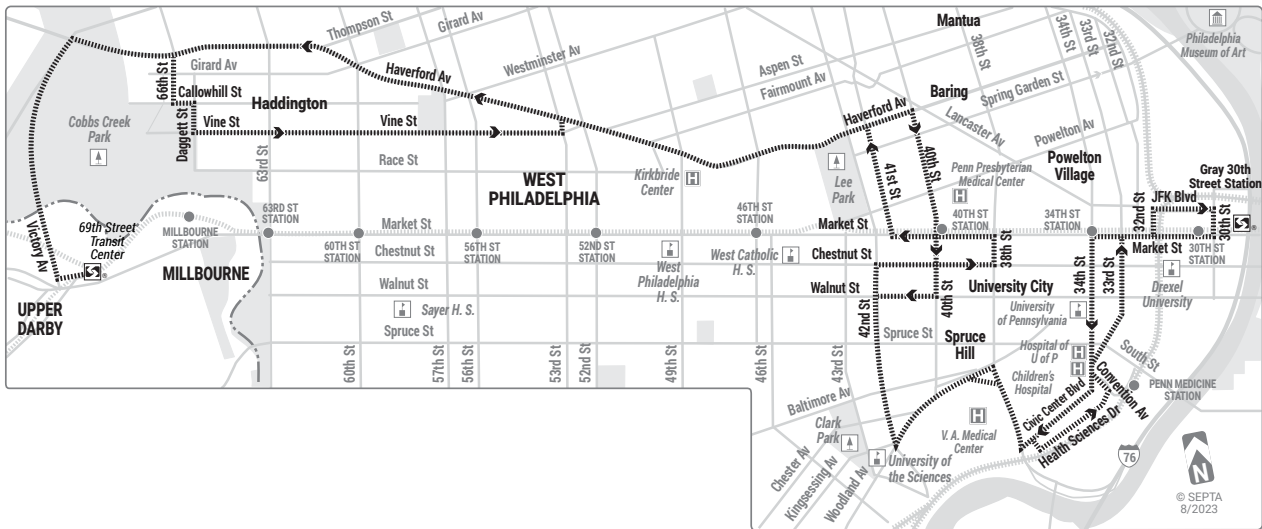 Thompson St
Girard Av
Westminster Av
Mantua
38th St
34th St
33rd St
32nd St
Philadelphia
Museum of Art
66th St
Girard Av
Haverford Av
Aspen St
Fairmount Av
Spring Garden St
Callowhill St
Haddington
Baring
Haverford Av
Lancaster Av
Powelton Av
Cobbs Creek
Park
Daggett St
Vine St
Vine St
63rd St
Race St
WEST
PHILADELPHIA
Kirkbride
Center
Lee
Park
41st St
40th St
Penn Presbyterian
Medical Center
Powelton
Village
Gray 30th
Street Station
JFK Blvd
32nd St
30th St
63RD ST
STATION
46TH ST
STATION
Market St
40TH ST
STATION
34TH ST
STATION
Victory Av
69th Street
Transit
Center
MILLBOURNE
STATION
60TH ST
STATION
56TH ST
STATION
52ND ST
STATION
Market St
30TH ST
STATION
Chestnut St
West Catholic
H. S.
Chestnut St
38th St
MILLBOURNE
West
Philadelphia
H. S.
Drexel
University
Walnut St
Walnut St
40th St
University City
34th St
33rd St
UPPER
DARBY
Sayer H. S.
42nd St
University
of Pennsylvania
Spruce St
Spruce St
Spruce
Hill
Hospital of
U of P
Children's
Hospital
South St
60th St
57th St
56th St
53rd St
52nd St
49th St
46th St
43rd St
Baltimore Av
Civic Center Blvd
Convention Av
PENN MEDICINE
STATION
Clark
Park
V. A. Medical
Center
Health Sciences Dr
Chester Av
Kingsessing Av
Woodland Av
University of
the Sciences
76
N
© SEPTA
8/2023